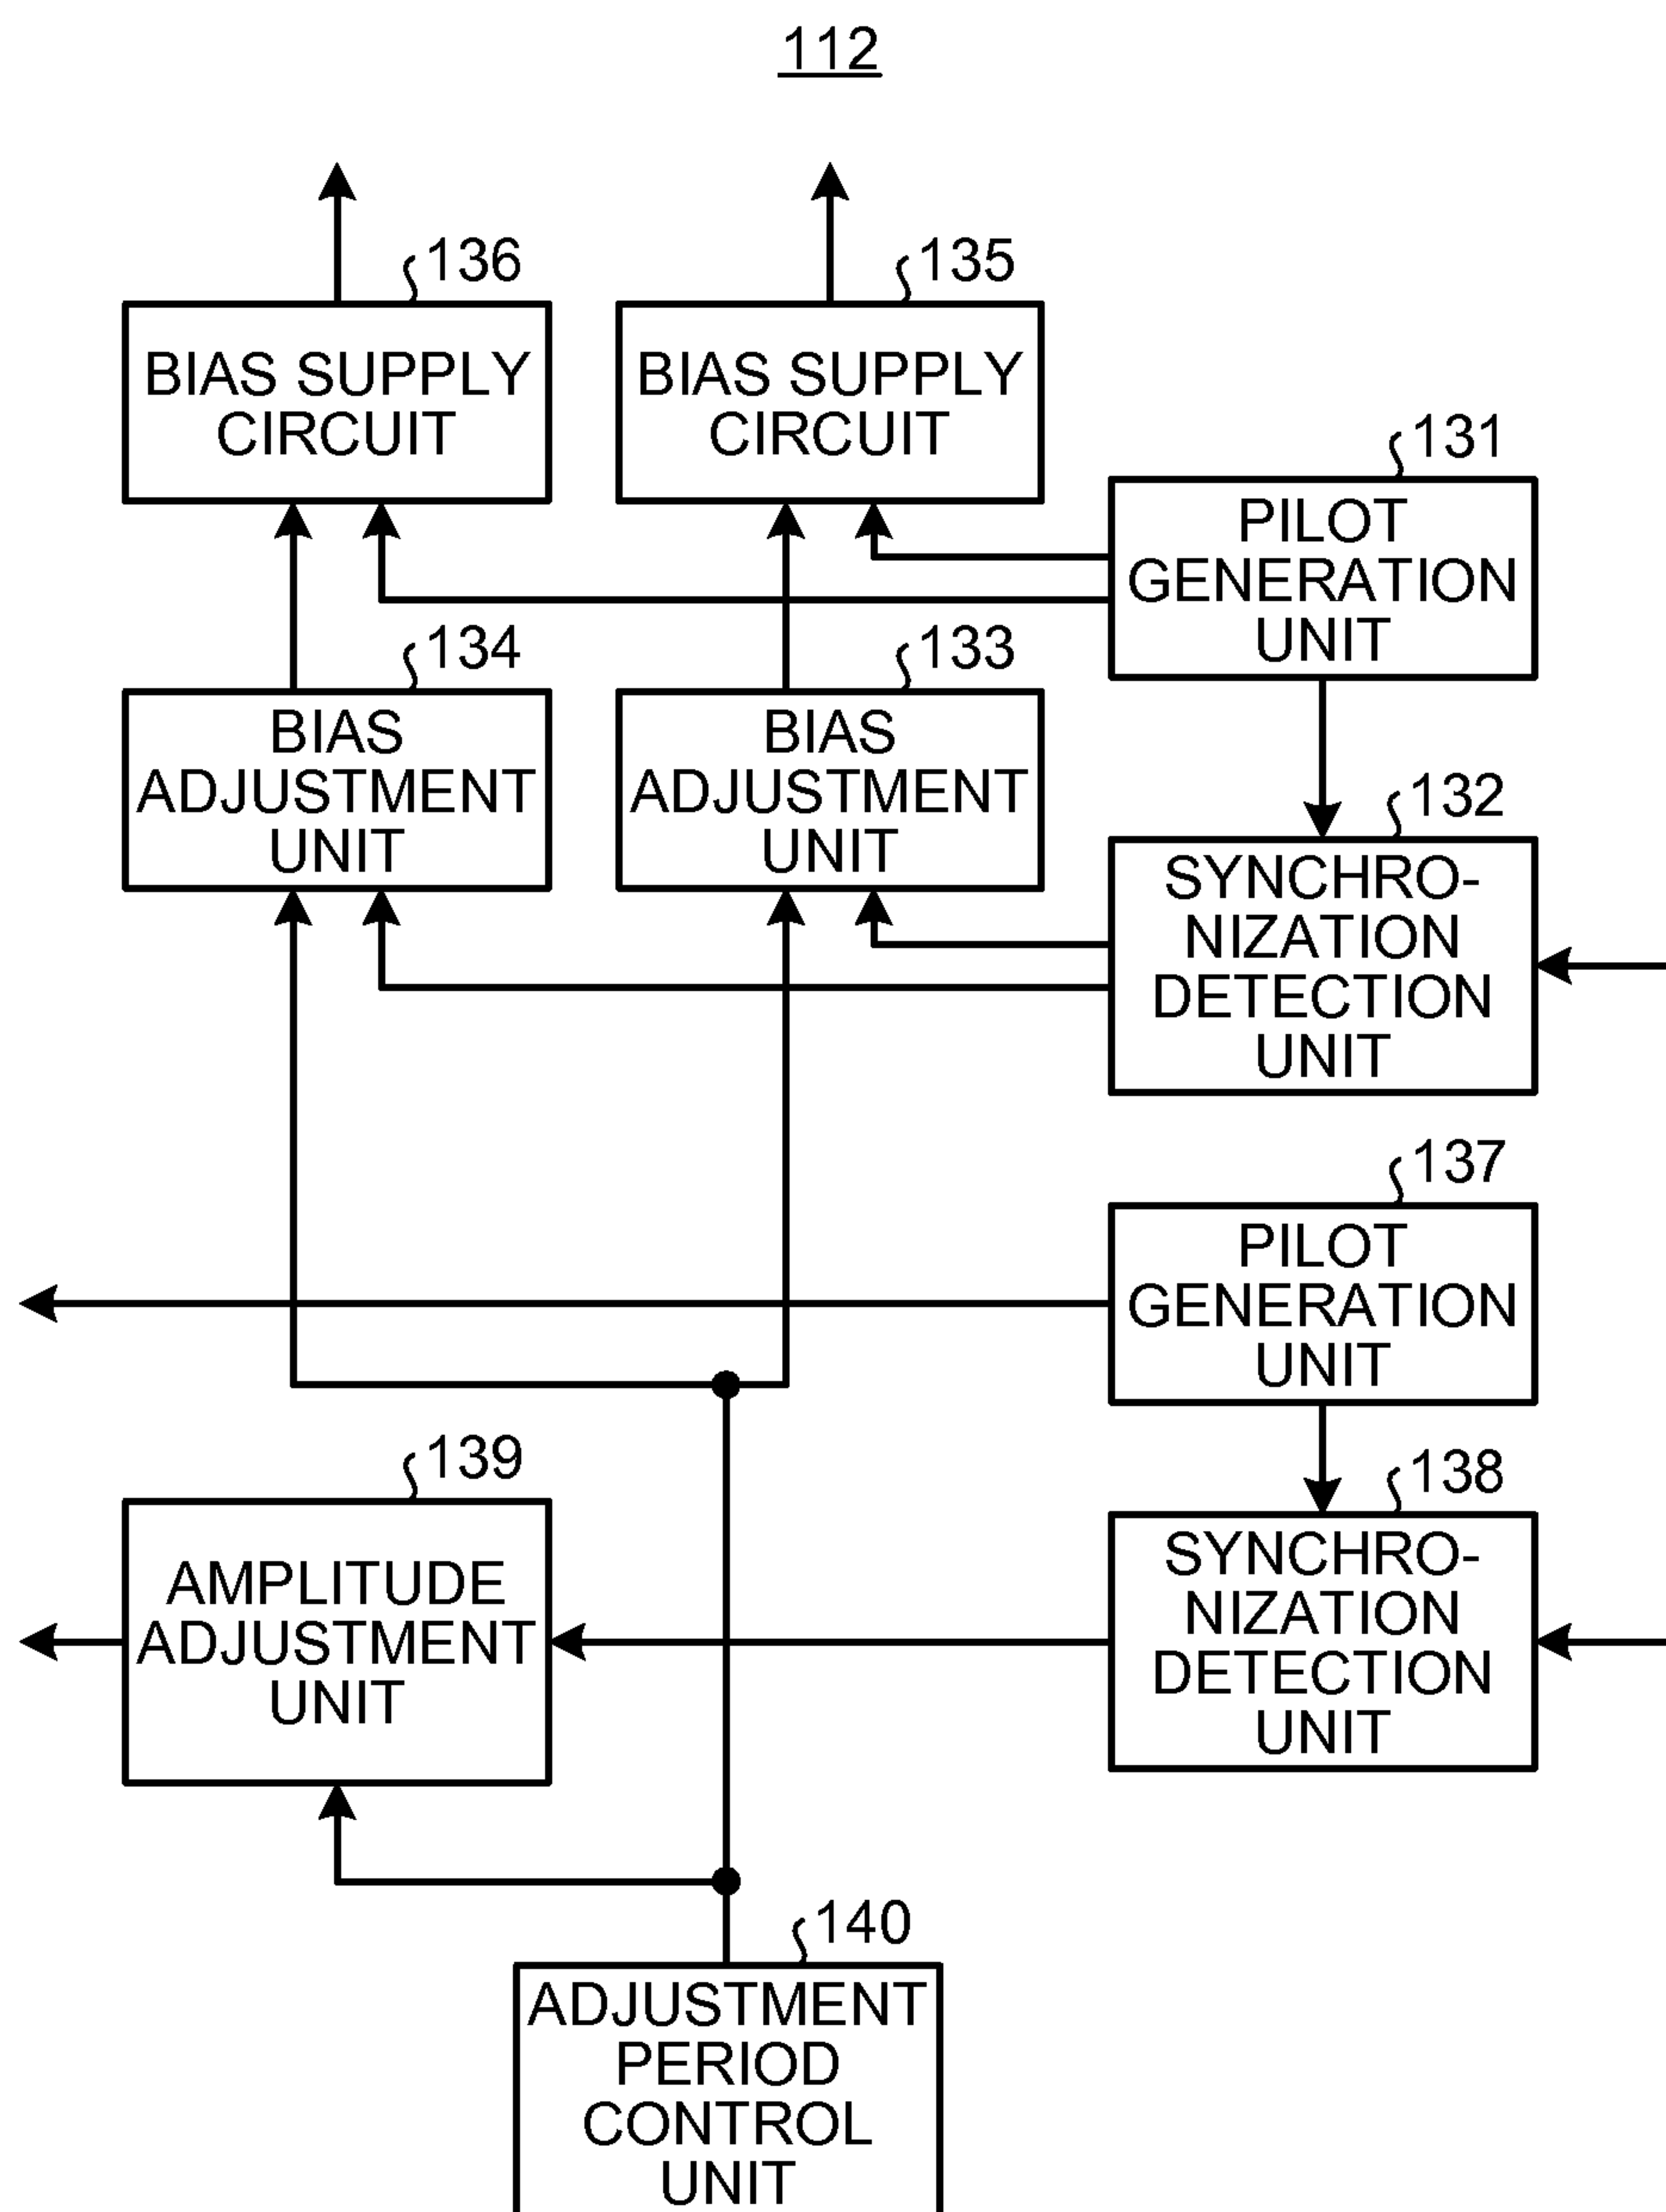 112
136
BIAS SUPPLY
CIRCUIT
135
BIAS SUPPLY
CIRCUIT
131
PILOT
GENERATION
UNIT
134
BIAS
ADJUSTMENT
UNIT
133
BIAS
ADJUSTMENT
UNIT
132
SYNCHRO-
NIZATION
DETECTION
UNIT
137
PILOT
GENERATION
UNIT
139
AMPLITUDE
ADJUSTMENT
UNIT
138
SYNCHRO-
NIZATION
DETECTION
UNIT
140
ADJUSTMENT
PERIOD
CONTROL
UNIT